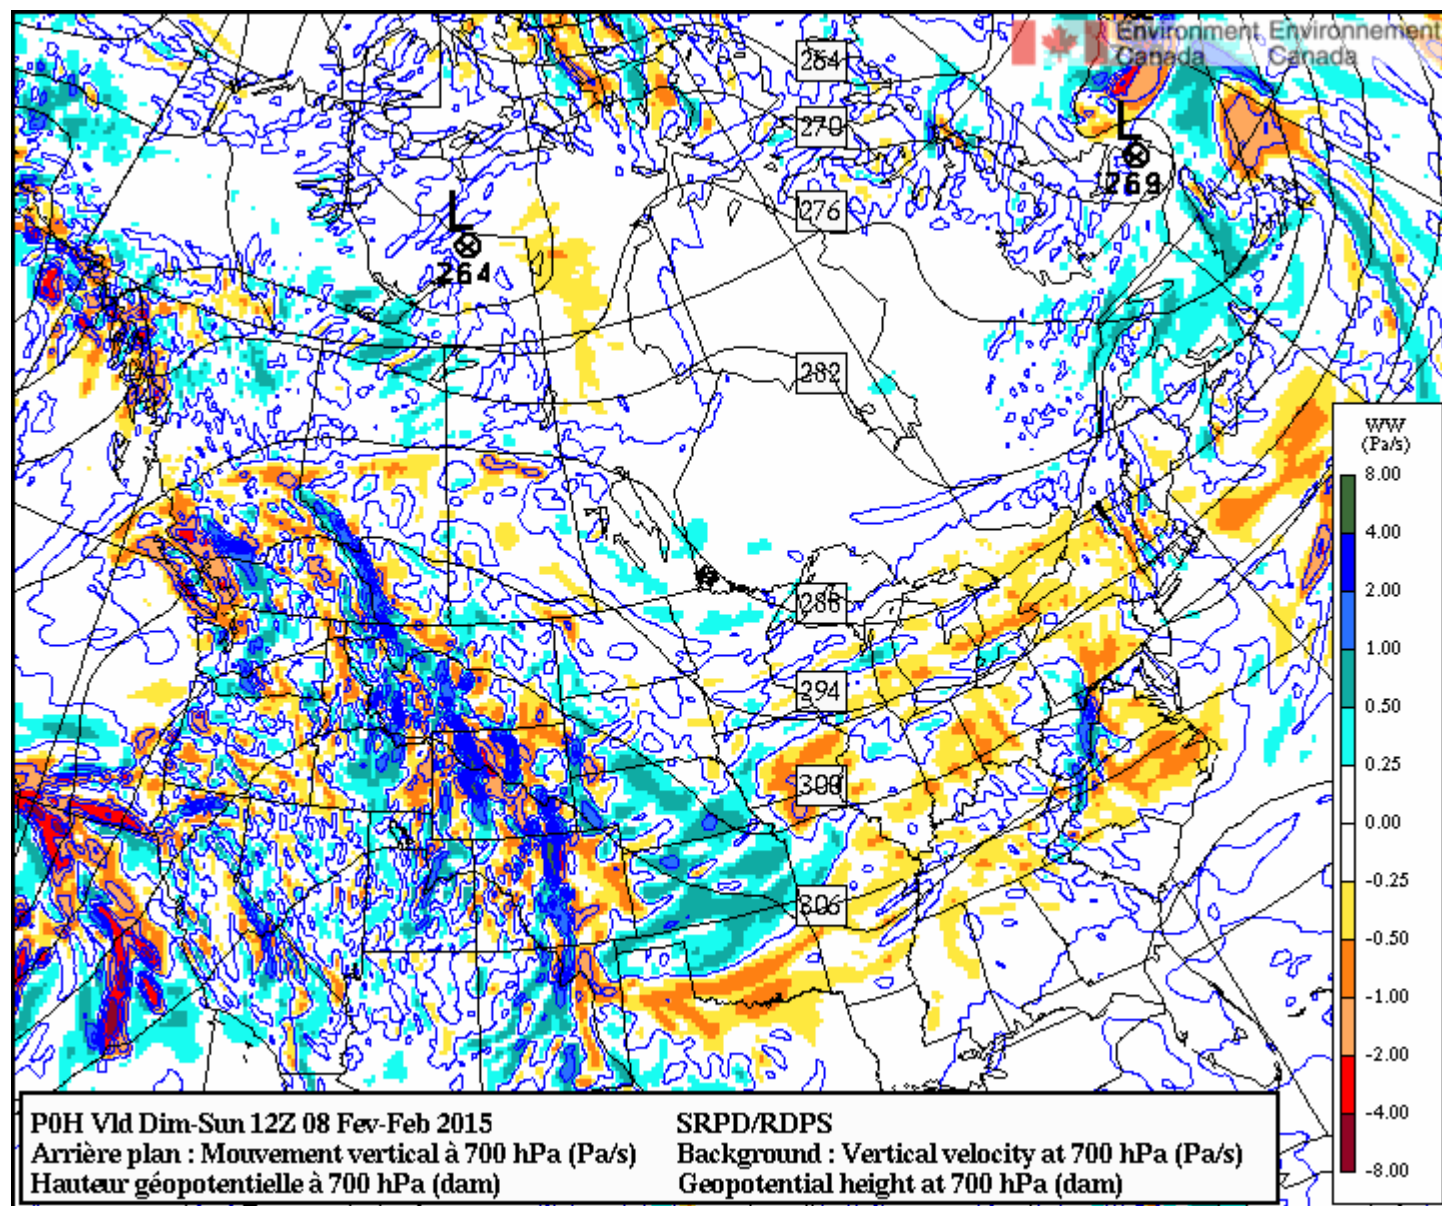 Environment Environnement
Canada Canada
264
270
L
269
276
L
264
282
WW
(Pa/s)
8.00
4.00
2.00
1.00
0.50
0.25
0.00
-0.25
-0.50
-1.00
-2.00
-4.00
-8.00
288
294
300
306
P0H Vld Dim-Sun 12Z 08 Fev-Feb 2015 SRPD/RDPS
Arrière plan : Mouvement vertical à 700 hPa (Pa/s) Background : Vertical velocity at 700 hPa (Pa/s)
Hauteur géopotentielle à 700 hPa (dam) Geopotential height at 700 hPa (dam)